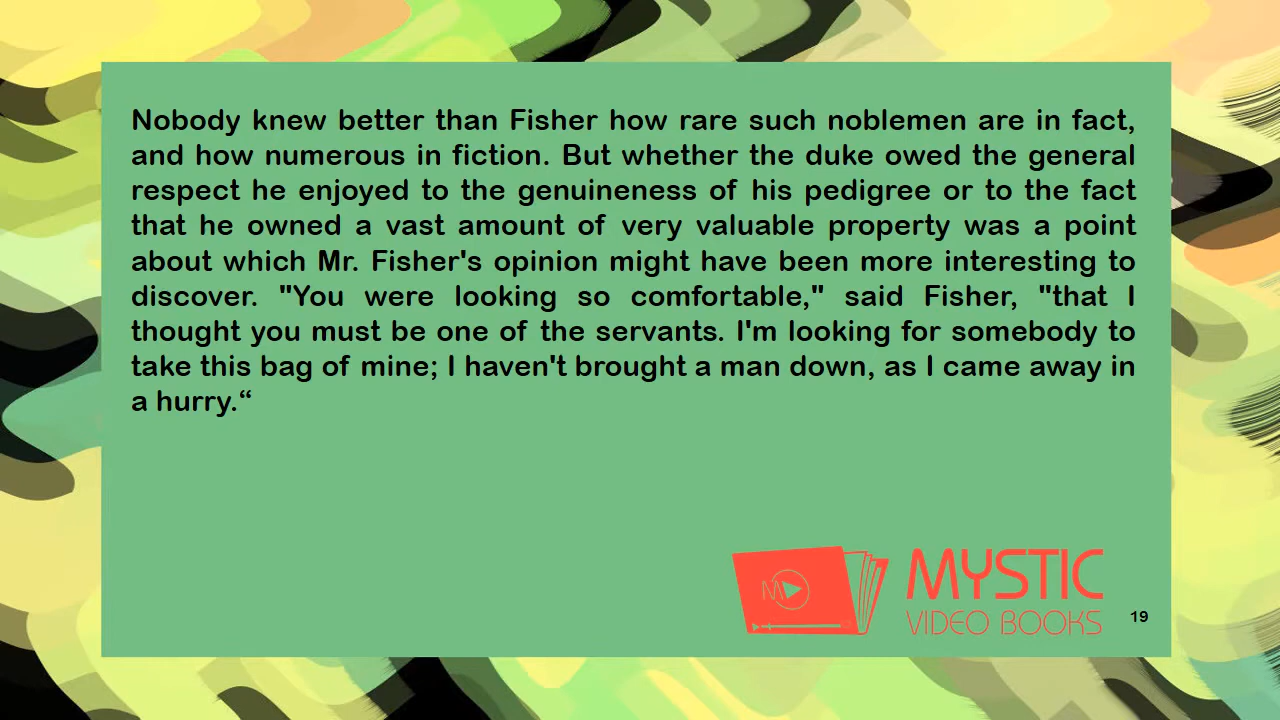 Nobody knew better than Fisher how rare such noblemen are in fact,
and how numerous in fiction. But whether the duke owed the general
respect he enjoyed to the genuineness of his pedigree or to the fact
that he owned a vast amount of very valuable property was a point
about which Mr. Fisher's opinion might have been more interesting to
discover. "You were looking so comfortable," said Fisher, "that I
thought you must be one of the servants. I'm looking for somebody to
take this bag of mine; I haven't brought a man down, as I came away in
a hurry.“
M
MYSTIC
VIDEO BOOKS
19